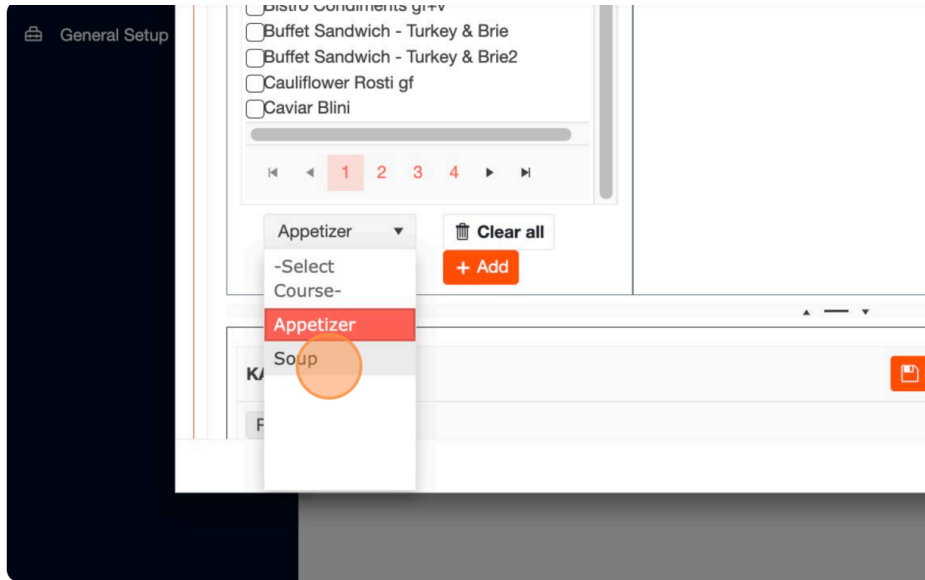 Bistro Condiments gf+v
General Setup
Buffet Sandwich - Turkey & Brie
Buffet Sandwich - Turkey & Brie2
Cauliflower Rosti gf
Caviar Blini
1 2 3 4
Appetizer
Clear all
-Select
Course-
+ Add
Appetizer
Soup